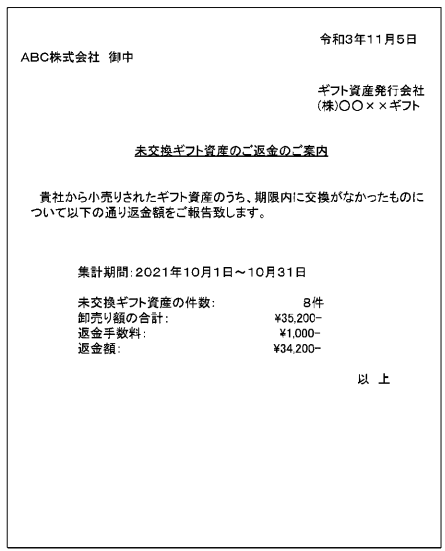 令和3年11月5日
ABC株式会社 御中
ギフト資産発行会社
(株)〇〇××ギフト
未交換ギフト資産のご返金のご案内
貴社から小売りされたギフト資産のうち、期限内に交換がなかったものに
ついて以下の通り返金額をご報告致します。
集計期間:2021年10月1日～10月31日
未交換ギフト資産の件数: 8件
卸売り額の合計: ¥35,200-
返金手数料: ¥1,000-
返金額: ¥34,200-
以 上